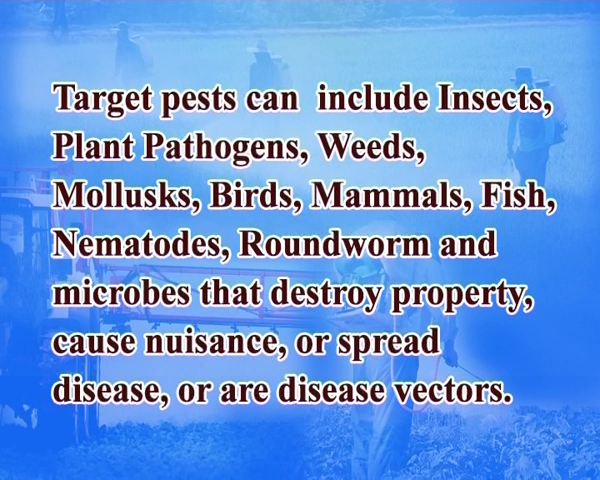 Target pests can include Insects,
Plant Pathogens, Weeds,
Mollusks, Birds, Mammals, Fish,
Nematodes, Roundworm and
microbes that destroy property,
cause nuisance, or spread
disease, or are disease vectors.